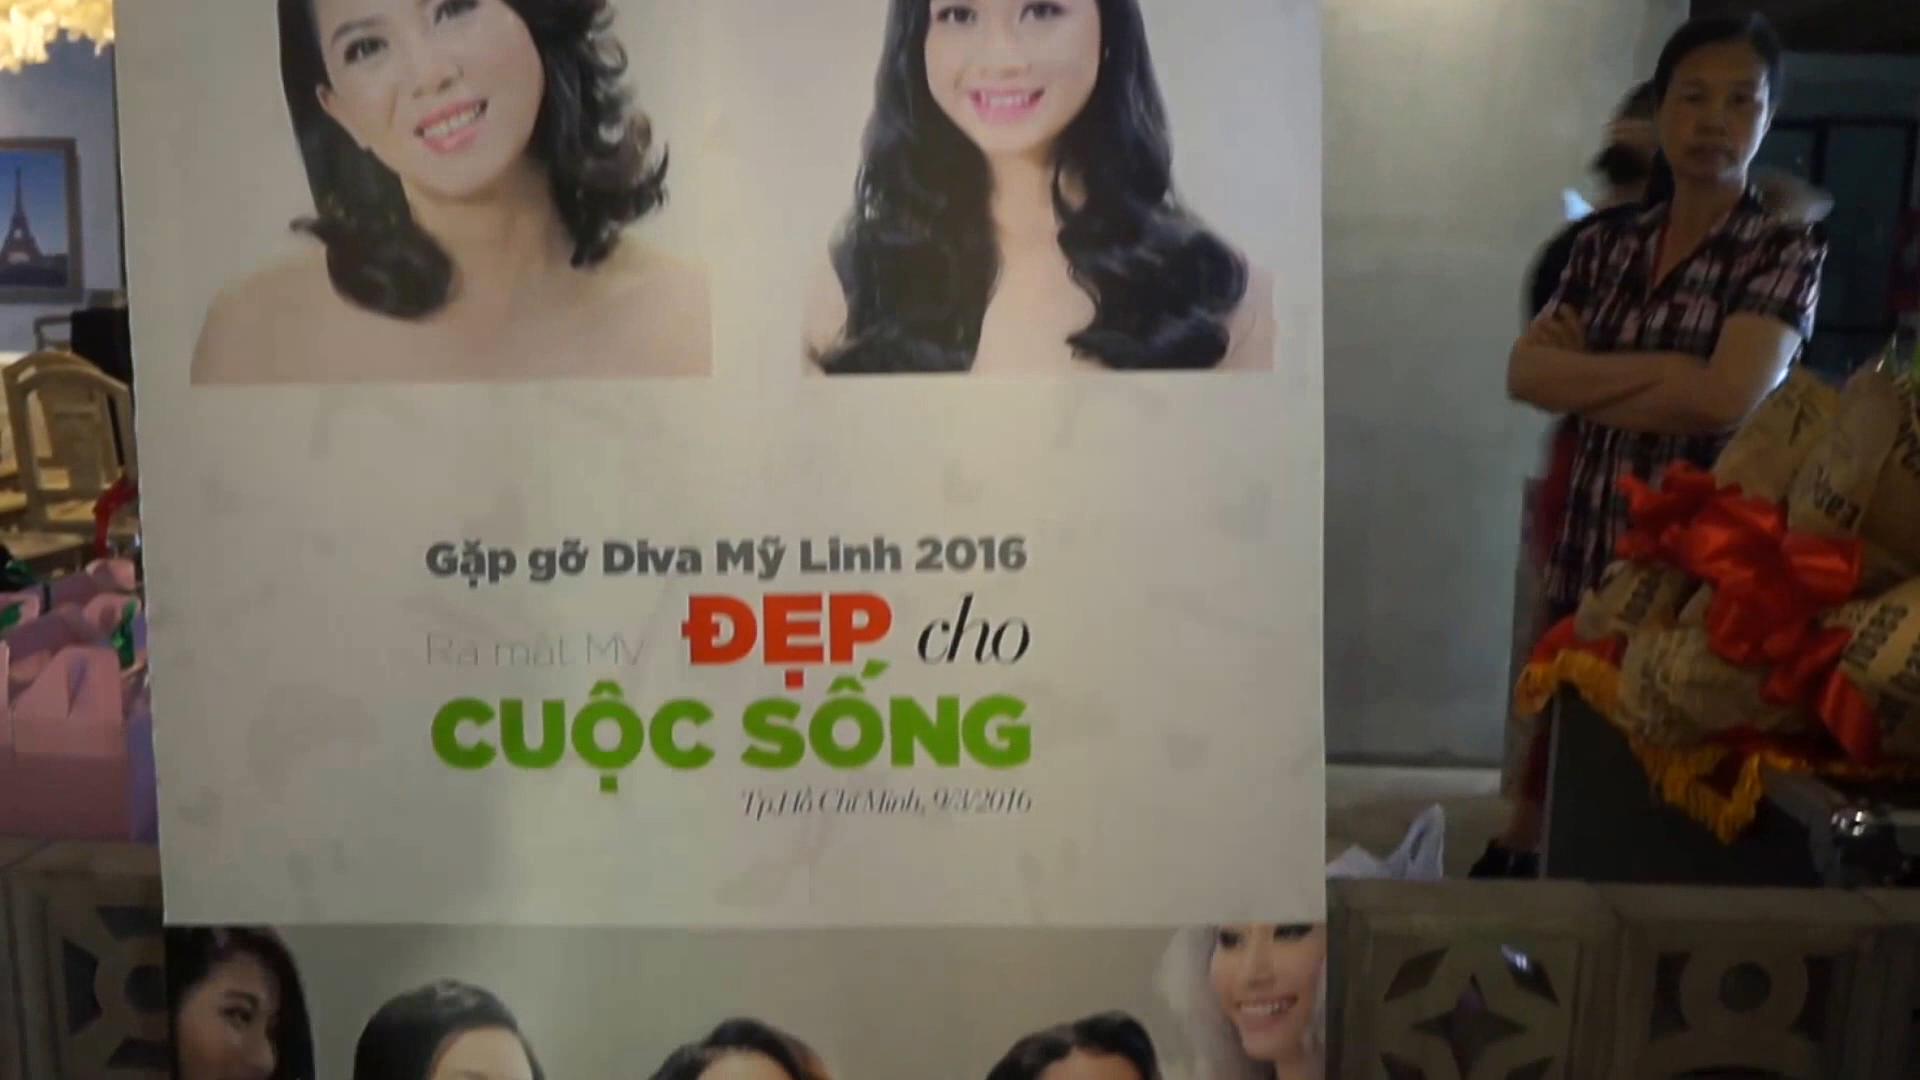 Gặp gỡ Diva Mỹ Linh 2016
Ra mắt MV ĐẸP cho
CUỘC SỐNG
Tp.Hồ Chí Minh, 9/3/2016